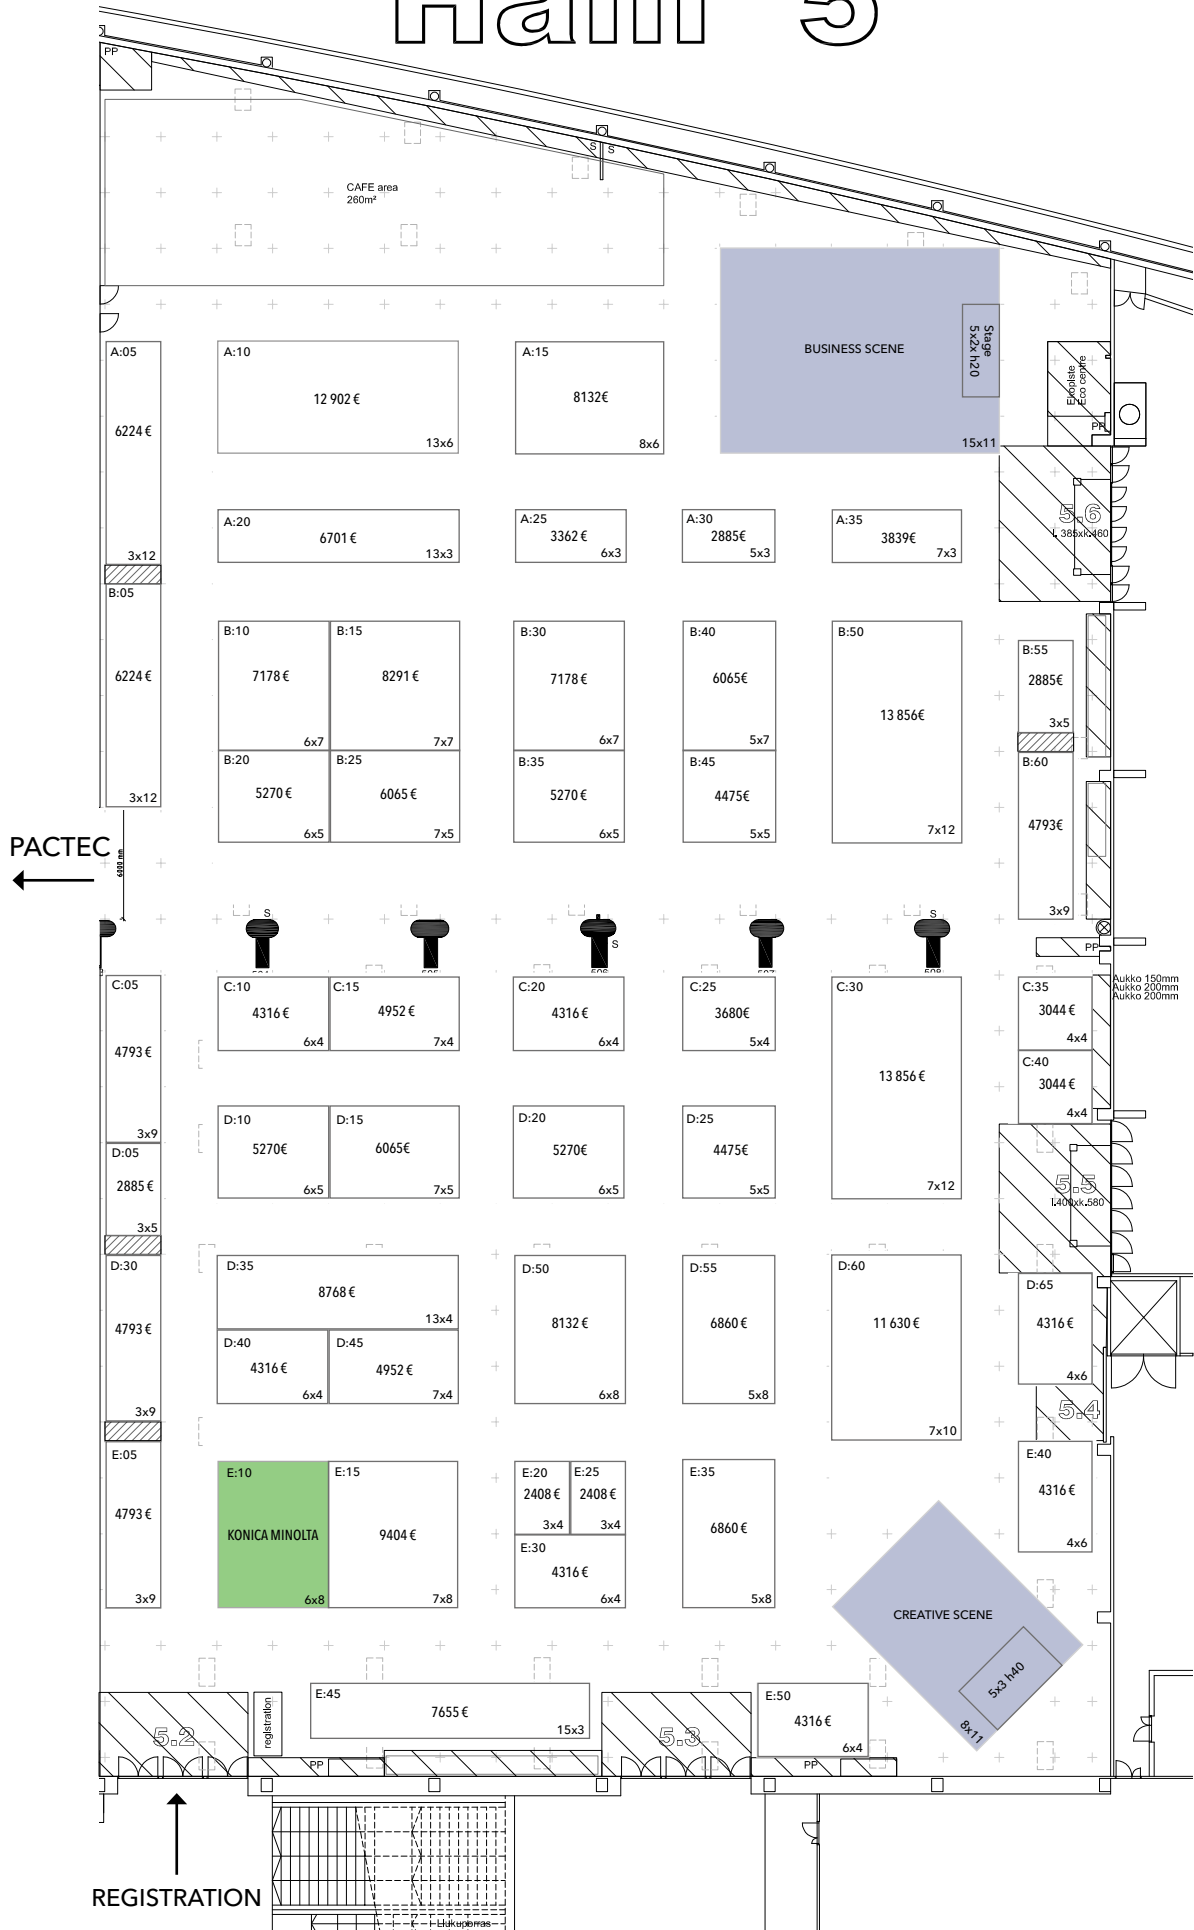 Halli 5
PP
S
S
CAFE area
260m²
BUSINESS SCENE
Stage
5x2x h20
15x11
Ekopiste
Eco centre
PP
A:05
6224 €
3x12
A:10
12 902 €
13x6
A:15
8132€
8x6
5.6
l. 385xk.460
A:20
6701 €
13x3
A:25
3362 €
6x3
A:30
2885€
5x3
A:35
3839€
7x3
B:05
6224 €
3x12
B:10
7178 €
6x7
B:15
8291 €
7x7
B:30
7178 €
6x7
B:40
6065€
5x7
B:50
13 856€
7x12
B:55
2885€
3x5
B:20
5270 €
6x5
B:25
6065 €
7x5
B:35
5270 €
6x5
B:45
4475€
5x5
B:60
4793€
3x9
PACTEC
6000 mm
S
S
S
PP
Aukko 150mm
Aukko 200mm
Aukko 200mm
C:05
4793 €
3x9
C:10
4316 €
6x4
C:15
4952 €
7x4
C:20
4316 €
6x4
C:25
3680€
5x4
C:30
13 856 €
7x12
C:35
3044 €
4x4
C:40
3044 €
4x4
D:05
2885 €
3x5
D:10
5270€
6x5
D:15
6065€
7x5
D:20
5270€
6x5
D:25
4475€
5x5
5.5
l.400xk.580
D:30
4793 €
3x9
D:35
8768 €
13x4
D:40
4316 €
6x4
D:45
4952 €
7x4
D:50
8132 €
6x8
D:55
6860 €
5x8
D:60
11 630 €
7x10
D:65
4316 €
4x6
5.4
E:05
4793 €
3x9
E:10
KONICA MINOLTA
6x8
E:15
9404 €
7x8
E:20
2408 €
3x4
E:25
2408 €
3x4
E:30
4316 €
6x4
E:35
6860 €
5x8
E:40
4316 €
4x6
CREATIVE SCENE
5x3 h40
8x11
5.2
registration
E:45
7655 €
15x3
5.3
E:50
4316 €
6x4
PP
PP
REGISTRATION
Liukuporras